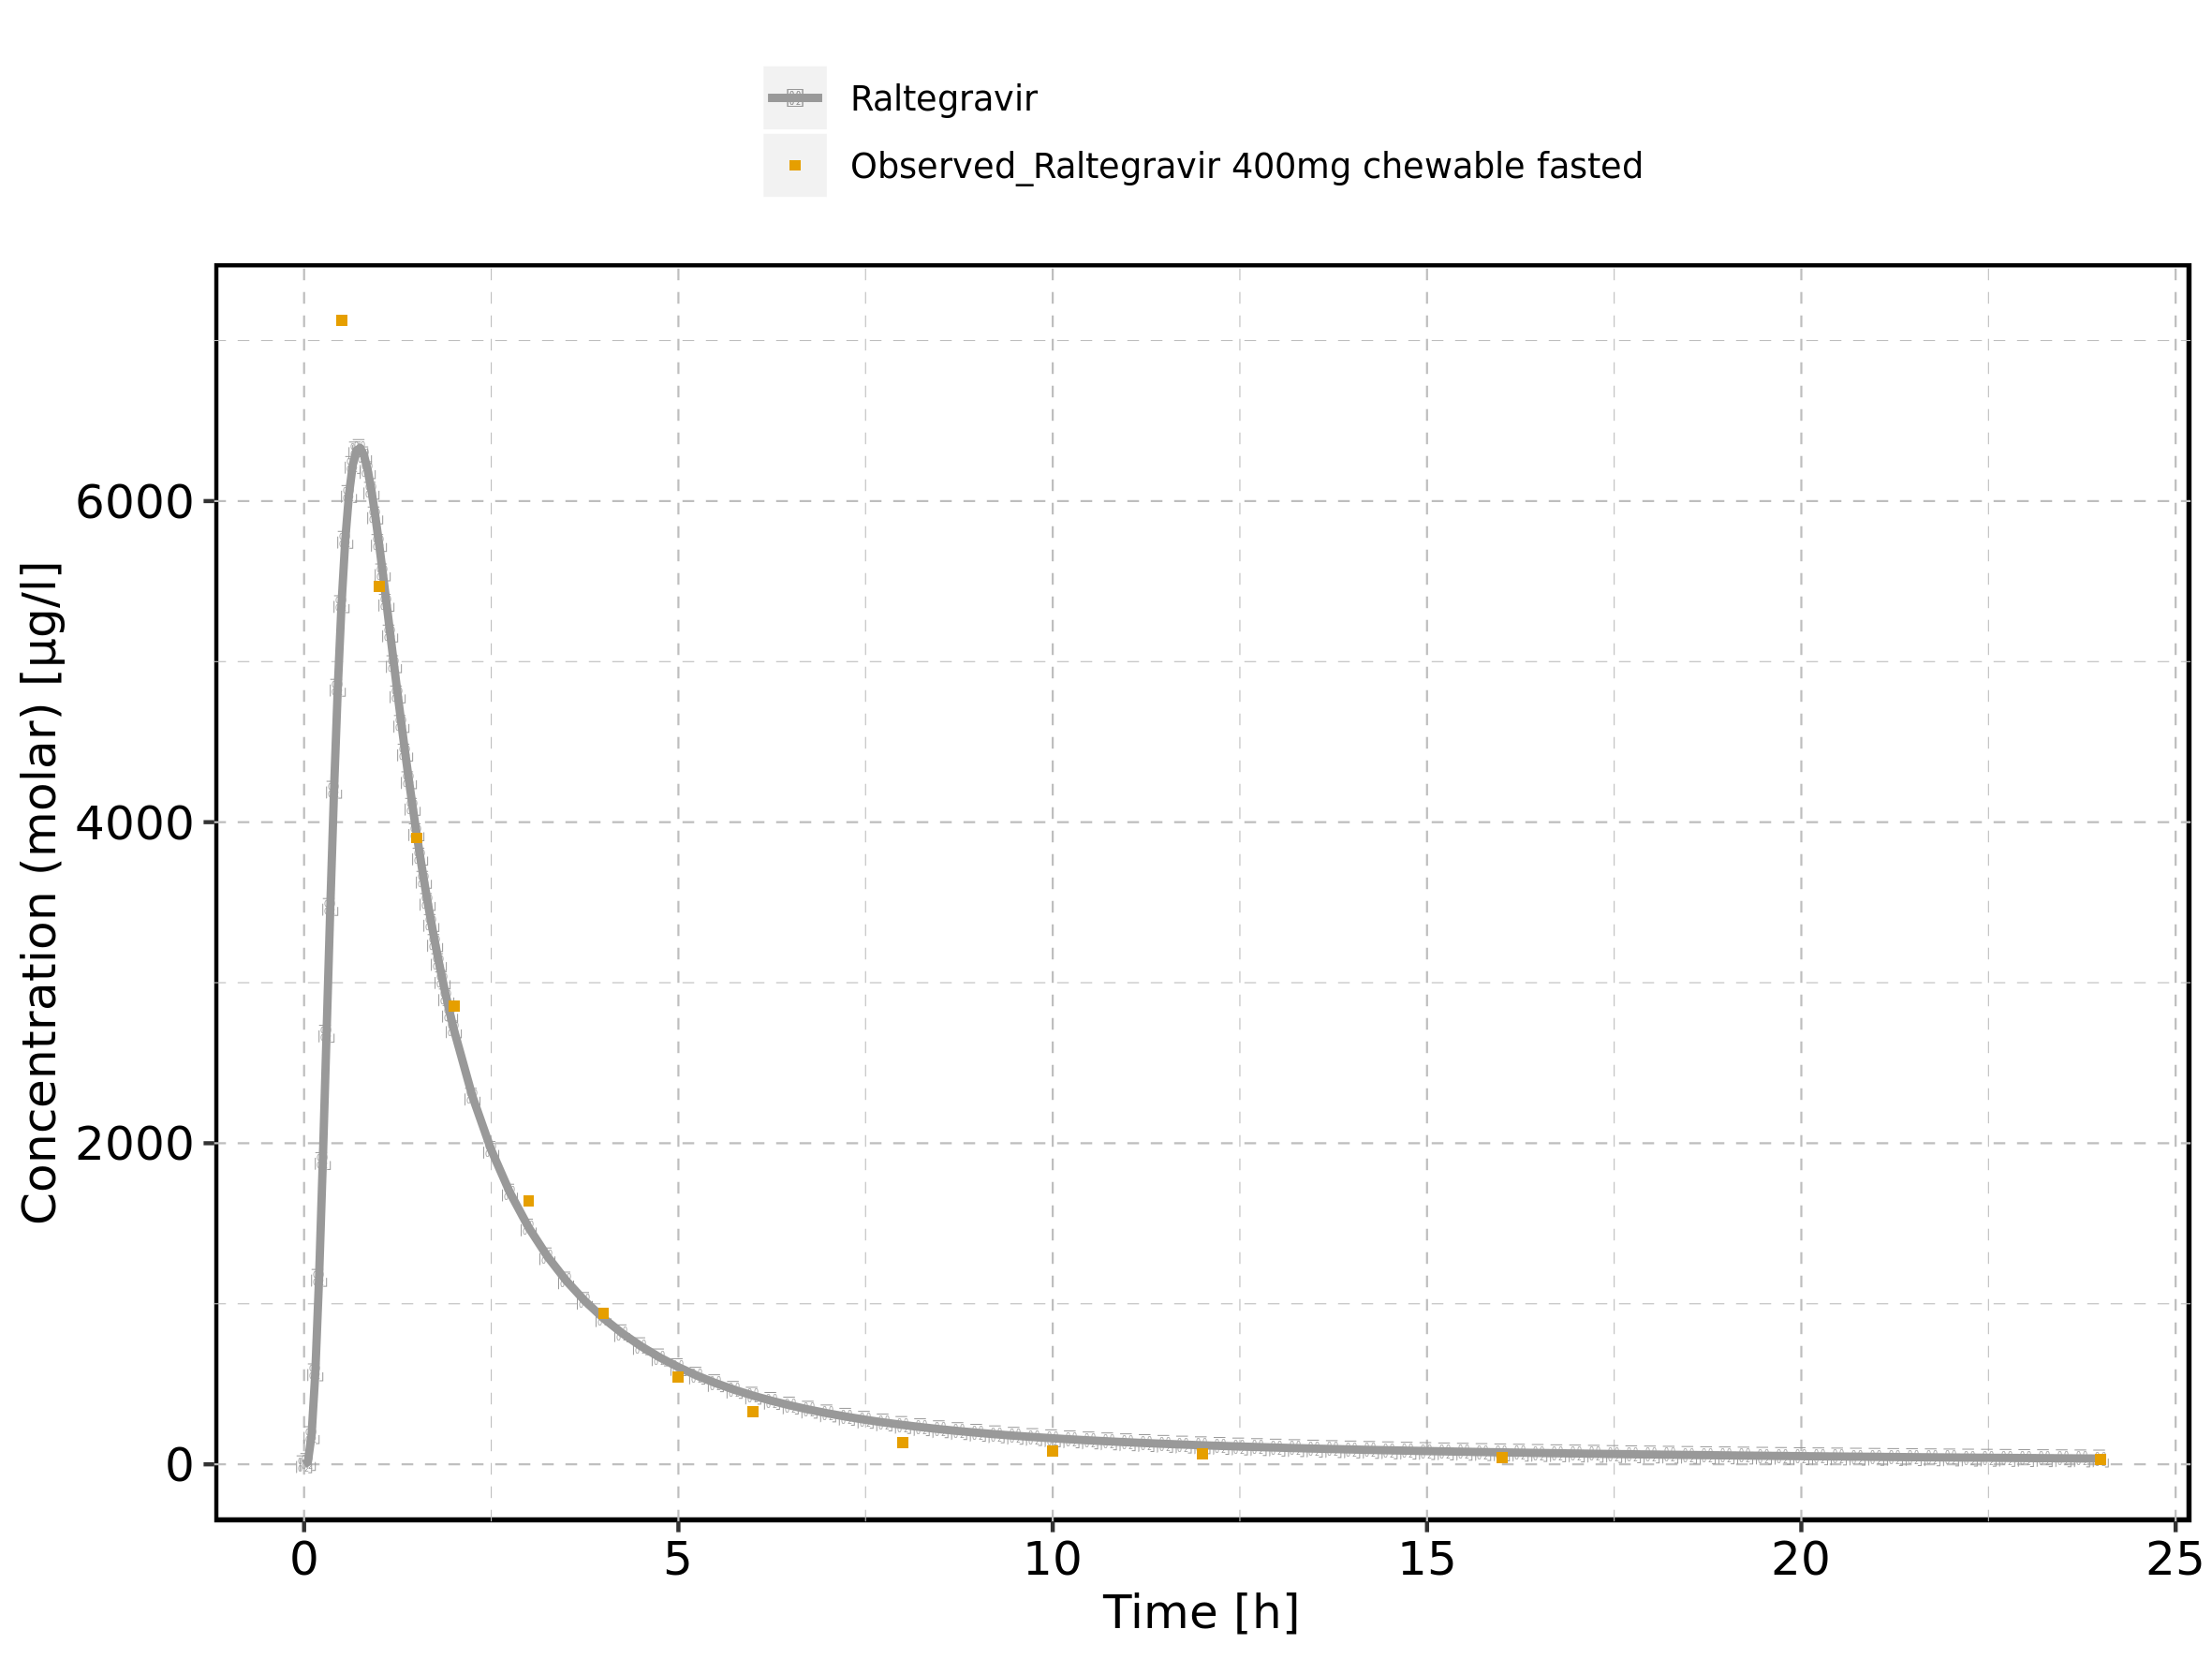 Raltegravir
Observed_Raltegravir 400mg chewable fasted
Concentration (molar) [µg/l]
6000
4000
2000
0
0 5 10 15 20 25
Time [h]